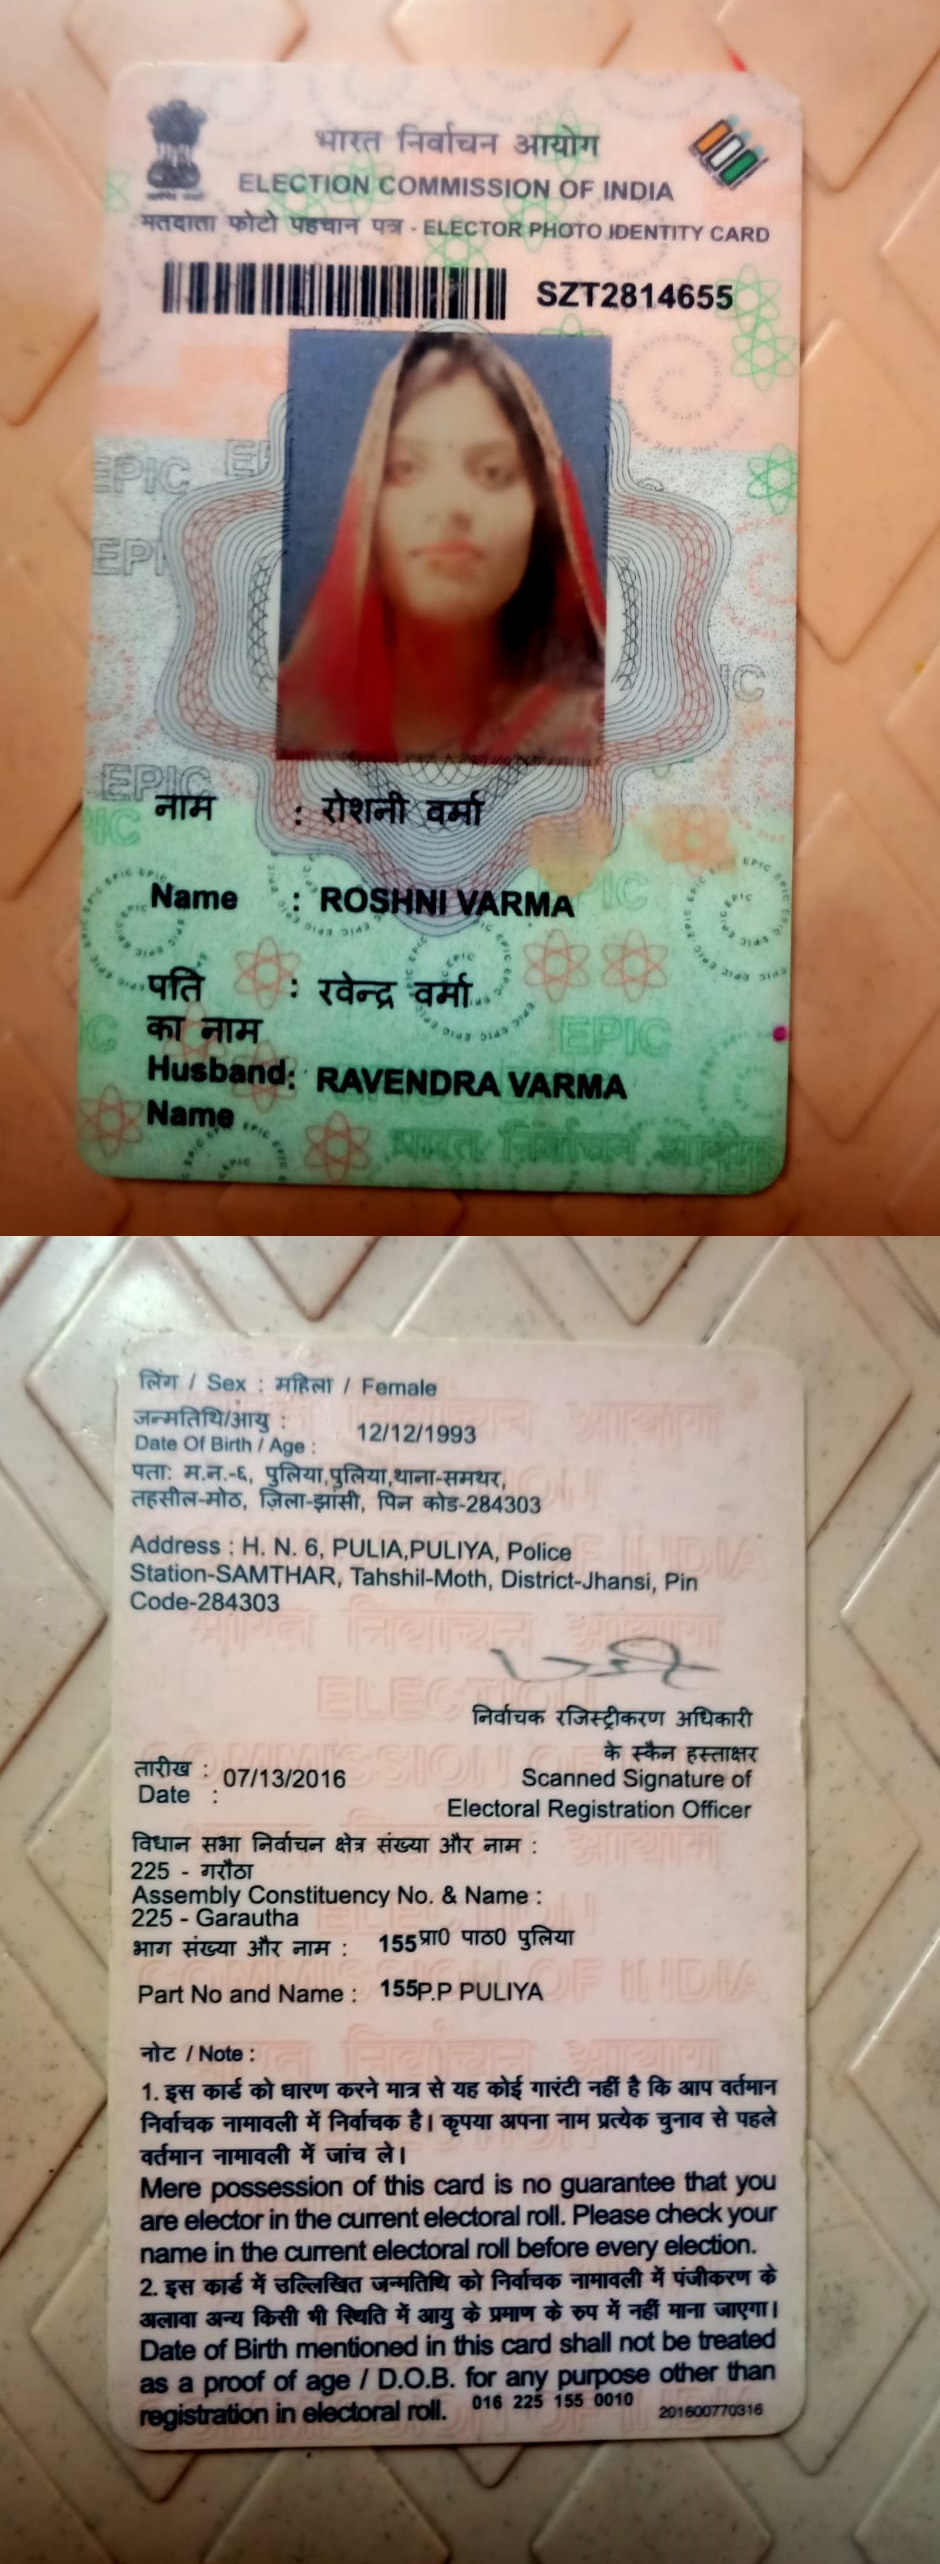 भारत निर्वाचन आयोग
ELECTION COMMISSION OF INDIA
मतदाता फोटो पहचान पत्र - ELECTOR PHOTO IDENTITY CARD
SZT2814655
नाम : रोशनी वर्मा
Name : ROSHNI VARMA
पति : रवेन्द्र वर्मा
का नाम
Husband: RAVENDRA VARMA
Name
भारत निर्वाचन आयोग
लिंग / Sex : महिला / Female
जन्मतिथि/आयु :
Date Of Birth / Age : 12/12/1993
पता: म.न.-६, पुलिया,पुलिया,थाना-समथर,
तहसील-मोठ, ज़िला-झांसी, पिन कोड-284303
Address : H. N. 6, PULIA,PULIYA, Police
Station-SAMTHAR, Tahshil-Moth, District-Jhansi, Pin
Code-284303
निर्वाचक रजिस्ट्रीकरण अधिकारी
के स्कैन हस्ताक्षर
तारीख : 07/13/2016
Date :
Scanned Signature of
Electoral Registration Officer
विधान सभा निर्वाचन क्षेत्र संख्या और नाम :
225 - गरौठा
Assembly Constituency No. & Name :
225 - Garautha
भाग संख्या और नाम : 155प्रा0 पाठ0 पुलिया
Part No and Name : 155P.P PULIYA
नोट / Note :
1. इस कार्ड को धारण करने मात्र से यह कोई गारंटी नहीं है कि आप वर्तमान
निर्वाचक नामावली में निर्वाचक है। कृपया अपना नाम प्रत्येक चुनाव से पहले
वर्तमान नामावली में जांच ले।
Mere possession of this card is no guarantee that you
are elector in the current electoral roll. Please check your
name in the current electoral roll before every election.
2. इस कार्ड में उल्लिखित जन्मतिथि को निर्वाचक नामावली में पंजीकरण के
अलावा अन्य किसी भी स्थिति में आयु के प्रमाण के रुप में नहीं माना जाएगा।
Date of Birth mentioned in this card shall not be treated
as a proof of age / D.O.B. for any purpose other than
registration in electoral roll. 016 225 155 0010 201600770316